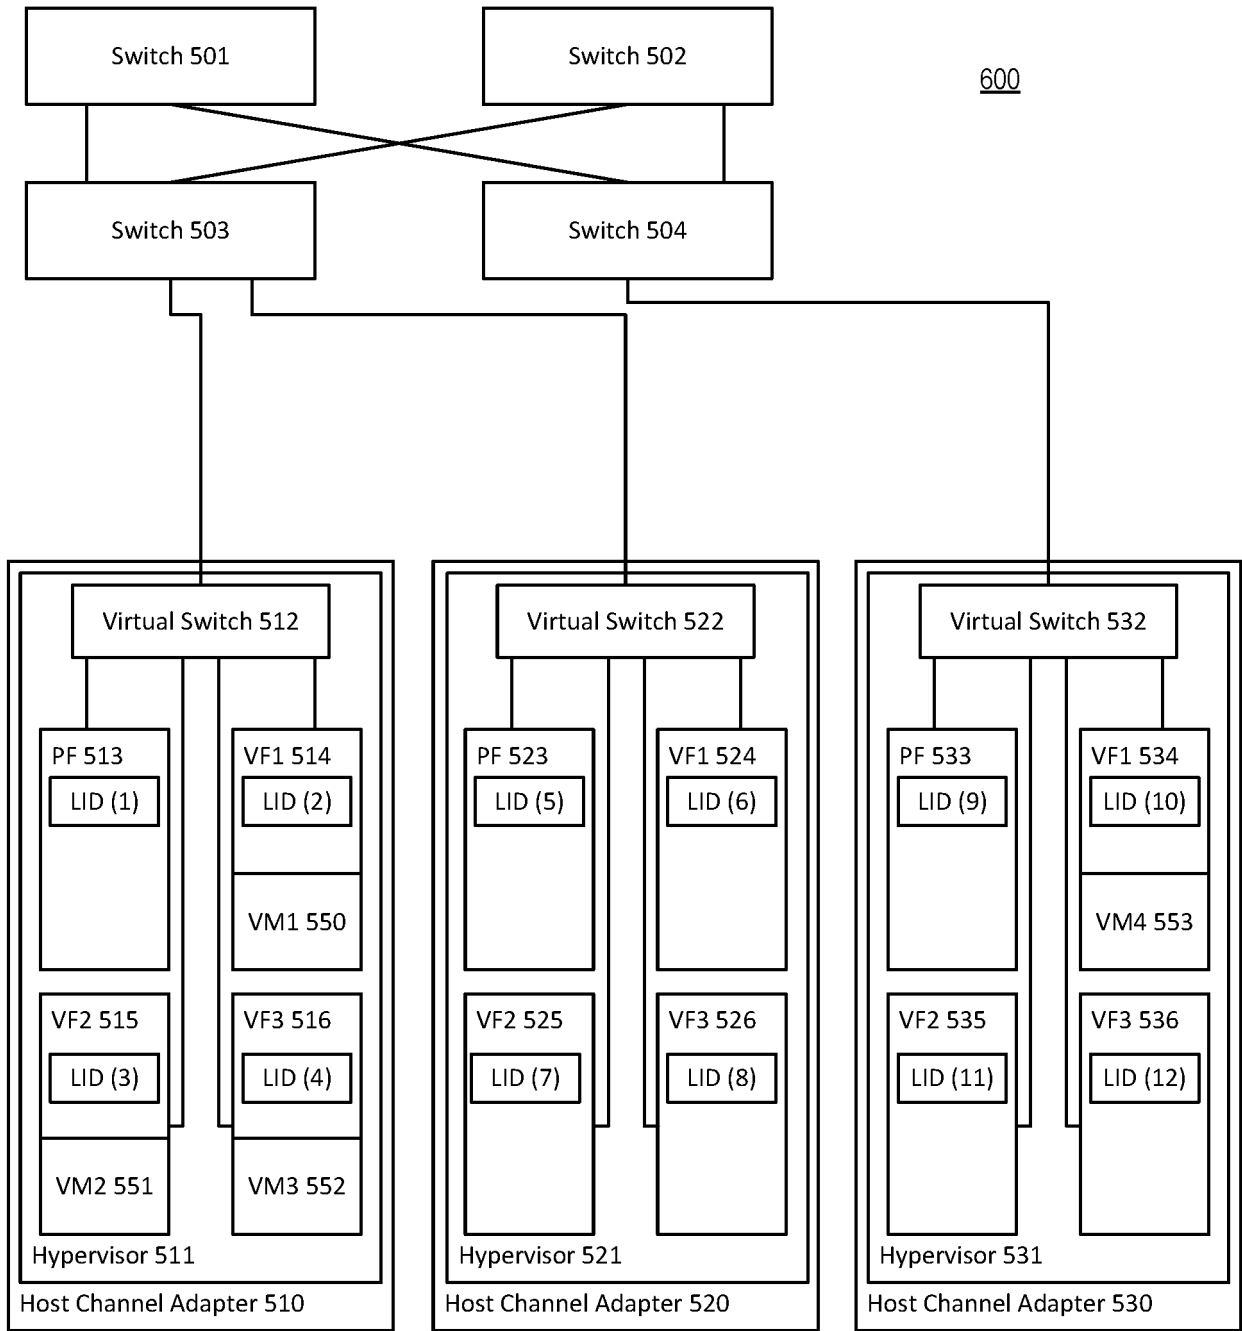 Switch 501
Switch 502
600
Switch 503
Switch 504
Virtual Switch 512
Virtual Switch 522
Virtual Switch 532
PF 513
LID (1)
VF1 514
LID (2)
VM1 550
VF2 515
LID (3)
VM2 551
VF3 516
LID (4)
VM3 552
Hypervisor 511
Host Channel Adapter 510
PF 523
LID (5)
VF1 524
LID (6)
VF2 525
LID (7)
VF3 526
LID (8)
Hypervisor 521
Host Channel Adapter 520
PF 533
LID (9)
VF1 534
LID (10)
VM4 553
VF2 535
LID (11)
VF3 536
LID (12)
Hypervisor 531
Host Channel Adapter 530